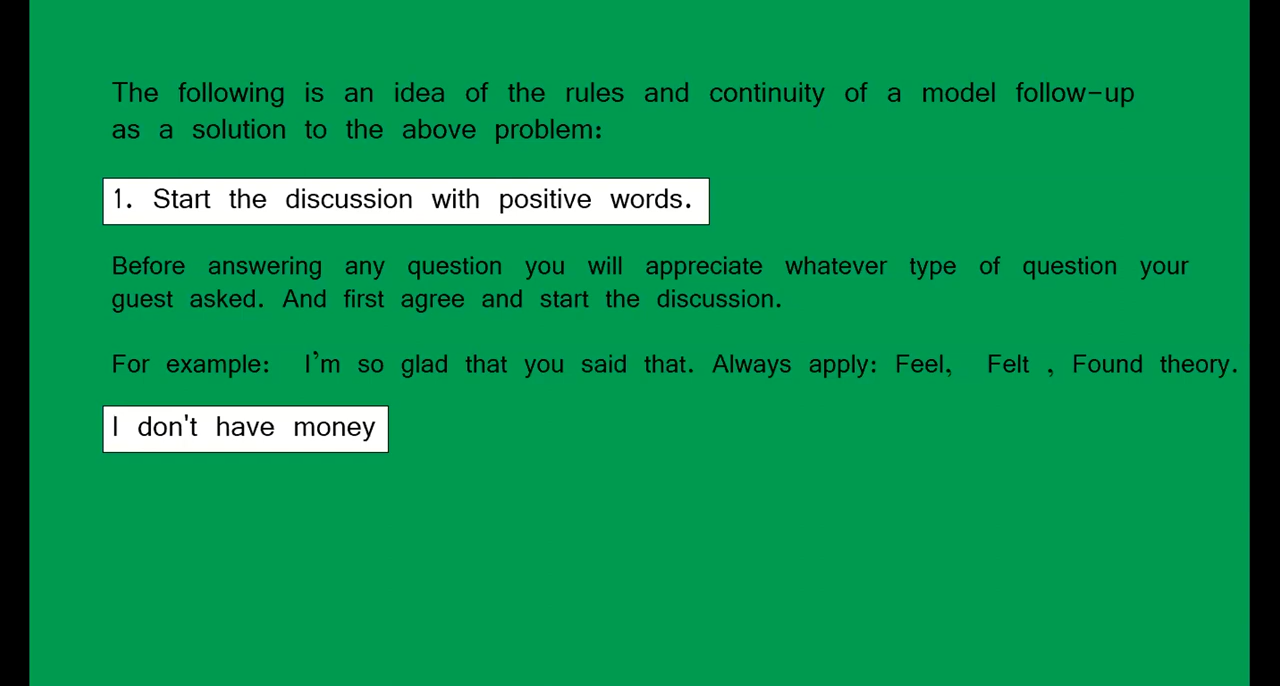 The following is an idea of the rules and continuity of a model follow-up
as a solution to the above problem:
1. Start the discussion with positive words.
Before answering any question you will appreciate whatever type of question your
guest asked. And first agree and start the discussion.
For example: I’m so glad that you said that. Always apply: Feel, Felt , Found theory.
I don't have money